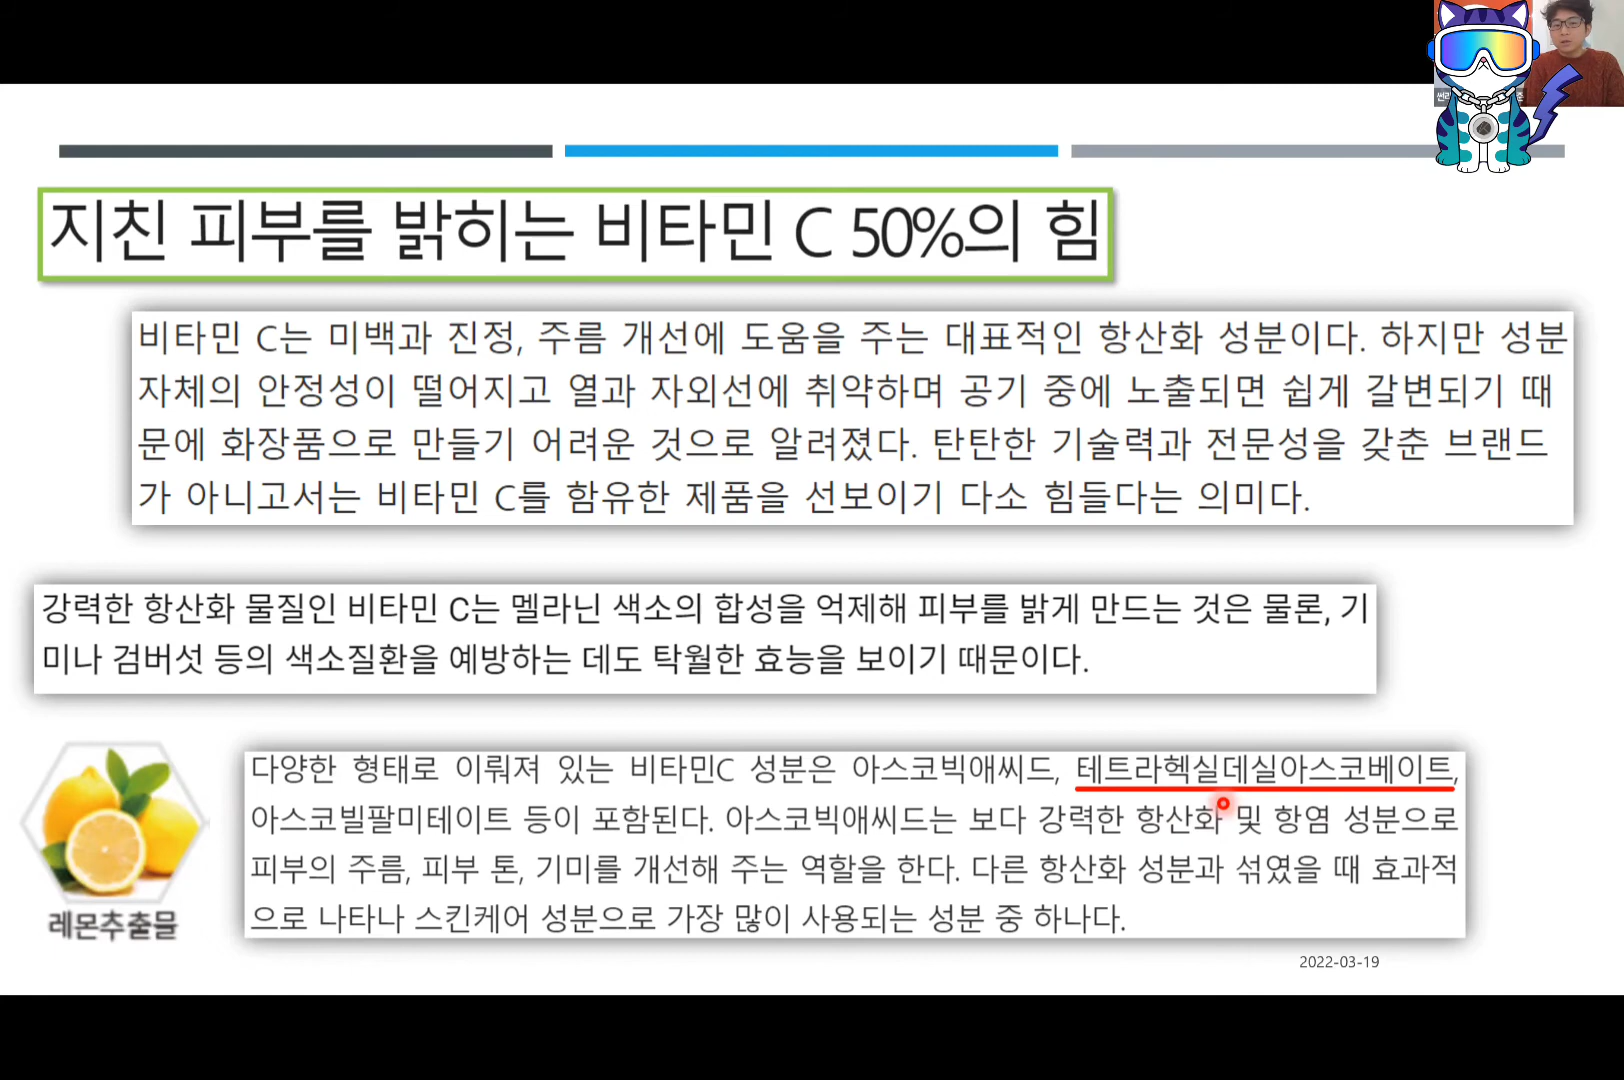 지친 피부를 밝히는 비타민 C 50%의 힘
비타민 C는 미백과 진정, 주름 개선에 도움을 주는 대표적인 항산화 성분이다. 하지만 성분
자체의 안정성이 떨어지고 열과 자외선에 취약하며 공기 중에 노출되면 쉽게 갈변되기 때
문에 화장품으로 만들기 어려운 것으로 알려졌다. 탄탄한 기술력과 전문성을 갖춘 브랜드
가 아니고서는 비타민 C를 함유한 제품을 선보이기 다소 힘들다는 의미다.
강력한 항산화 물질인 비타민 C는 멜라닌 색소의 합성을 억제해 피부를 밝게 만드는 것은 물론, 기
미나 검버섯 등의 색소질환을 예방하는 데도 탁월한 효능을 보이기 때문이다.
다양한 형태로 이뤄져 있는 비타민C 성분은 아스코빅애씨드, 테트라헥실데실아스코베이트,
아스코빌팔미테이트 등이 포함된다. 아스코빅애씨드는 보다 강력한 항산화 및 항염 성분으로
피부의 주름, 피부 톤, 기미를 개선해 주는 역할을 한다. 다른 항산화 성분과 섞였을 때 효과적
으로 나타나 스킨케어 성분으로 가장 많이 사용되는 성분 중 하나다.
레몬추출물
2022-03-19